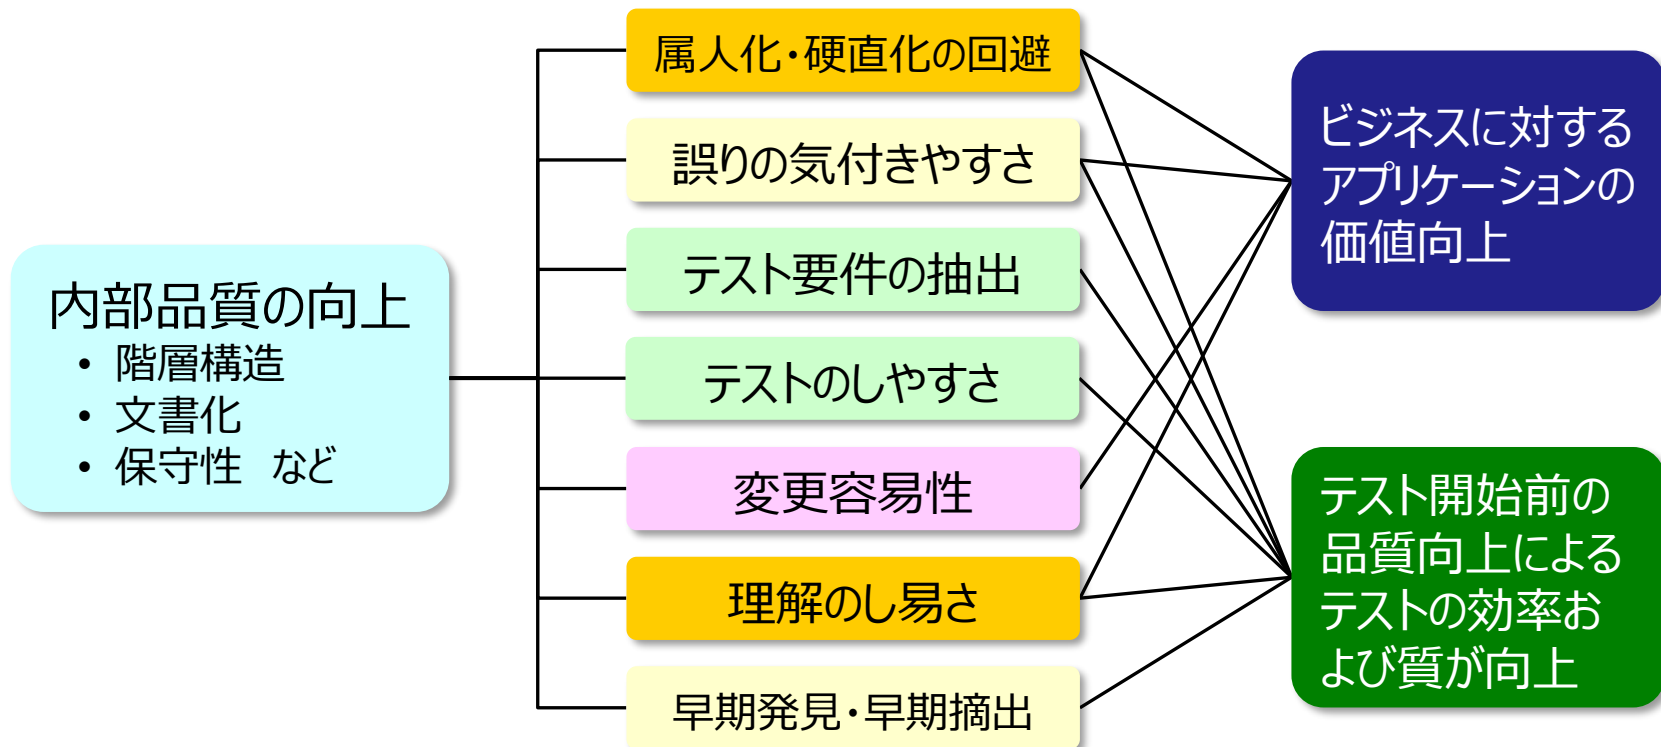 内部品質の向上
• 階層構造
• 文書化
• 保守性　など
属人化・硬直化の回避
誤りの気付きやすさ
テスト要件の抽出
テストのしやすさ
変更容易性
理解のし易さ
早期発見・早期摘出
ビジネスに対する
アプリケーションの
価値向上
テスト開始前の
品質向上による
テストの効率お
よび質が向上